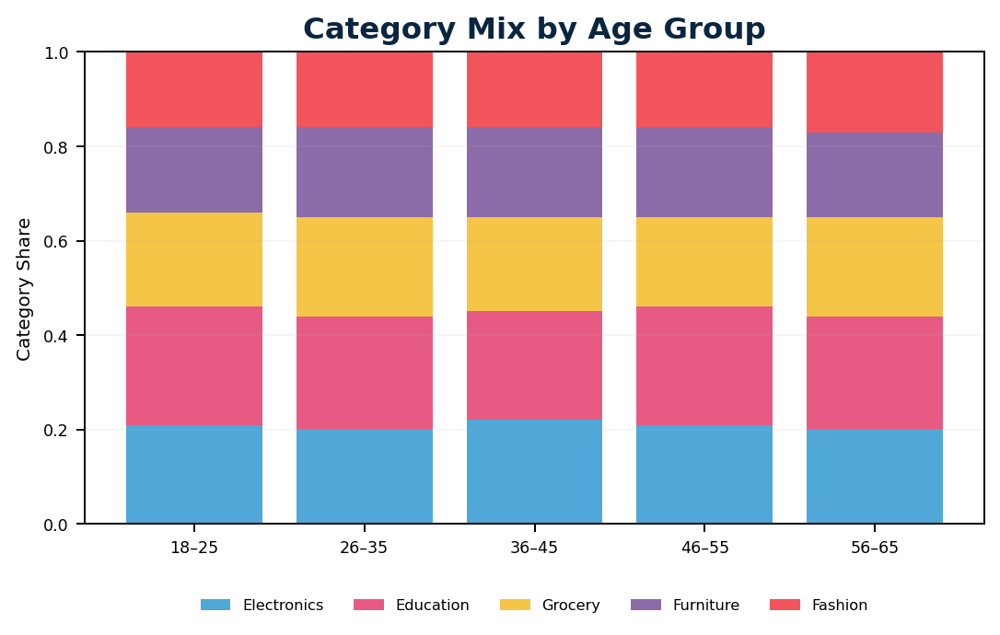 Category Mix by Age Group
Category Share
1.0
0.8
0.6
0.4
0.2
0.0
18–25 26–35 36–45 46–55 56–65
Electronics Education Grocery Furniture Fashion